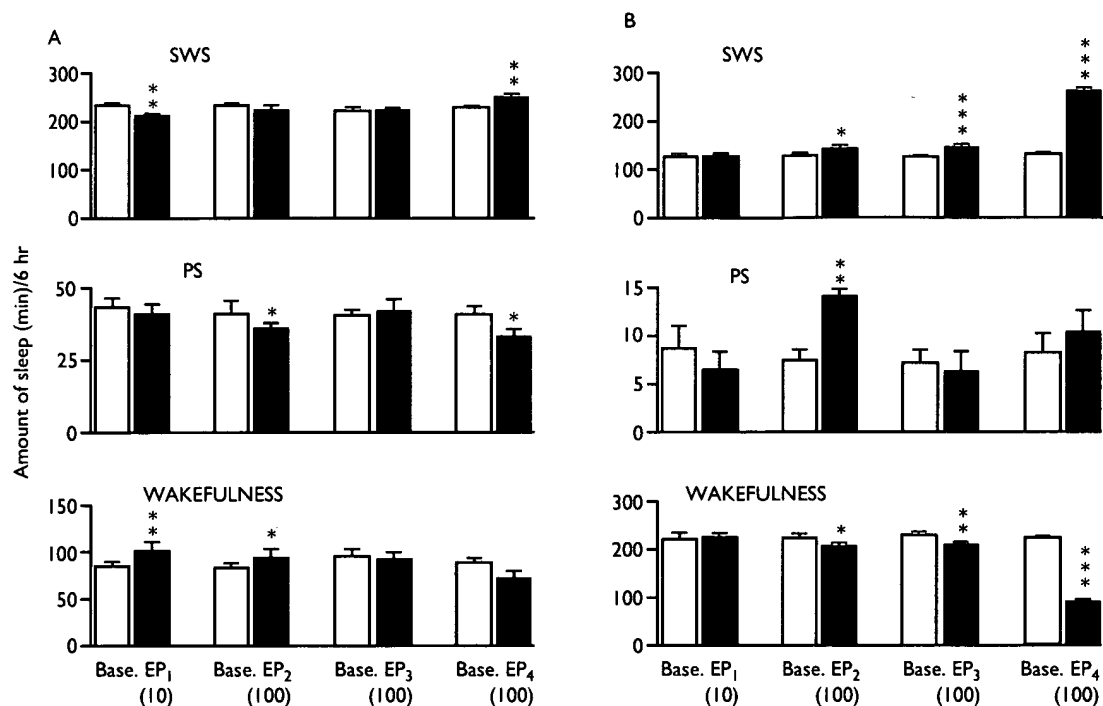 A
SWS
* *
* *
300
200
100
0
PS
* *
50
25
0
WAKEFULNESS
* *
*
150
100
50
0
Amount of sleep (min)/6 hr
Base. EP1 Base. EP2 Base. EP3 Base. EP4
(10) (100) (100) (100)
B
SWS
*
* * *
* * *
300
200
100
0
PS
* *
15
10
5
0
WAKEFULNESS
*
* *
* * *
300
200
100
0
Base. EP1 Base. EP2 Base. EP3 Base. EP4
(10) (100) (100) (100)